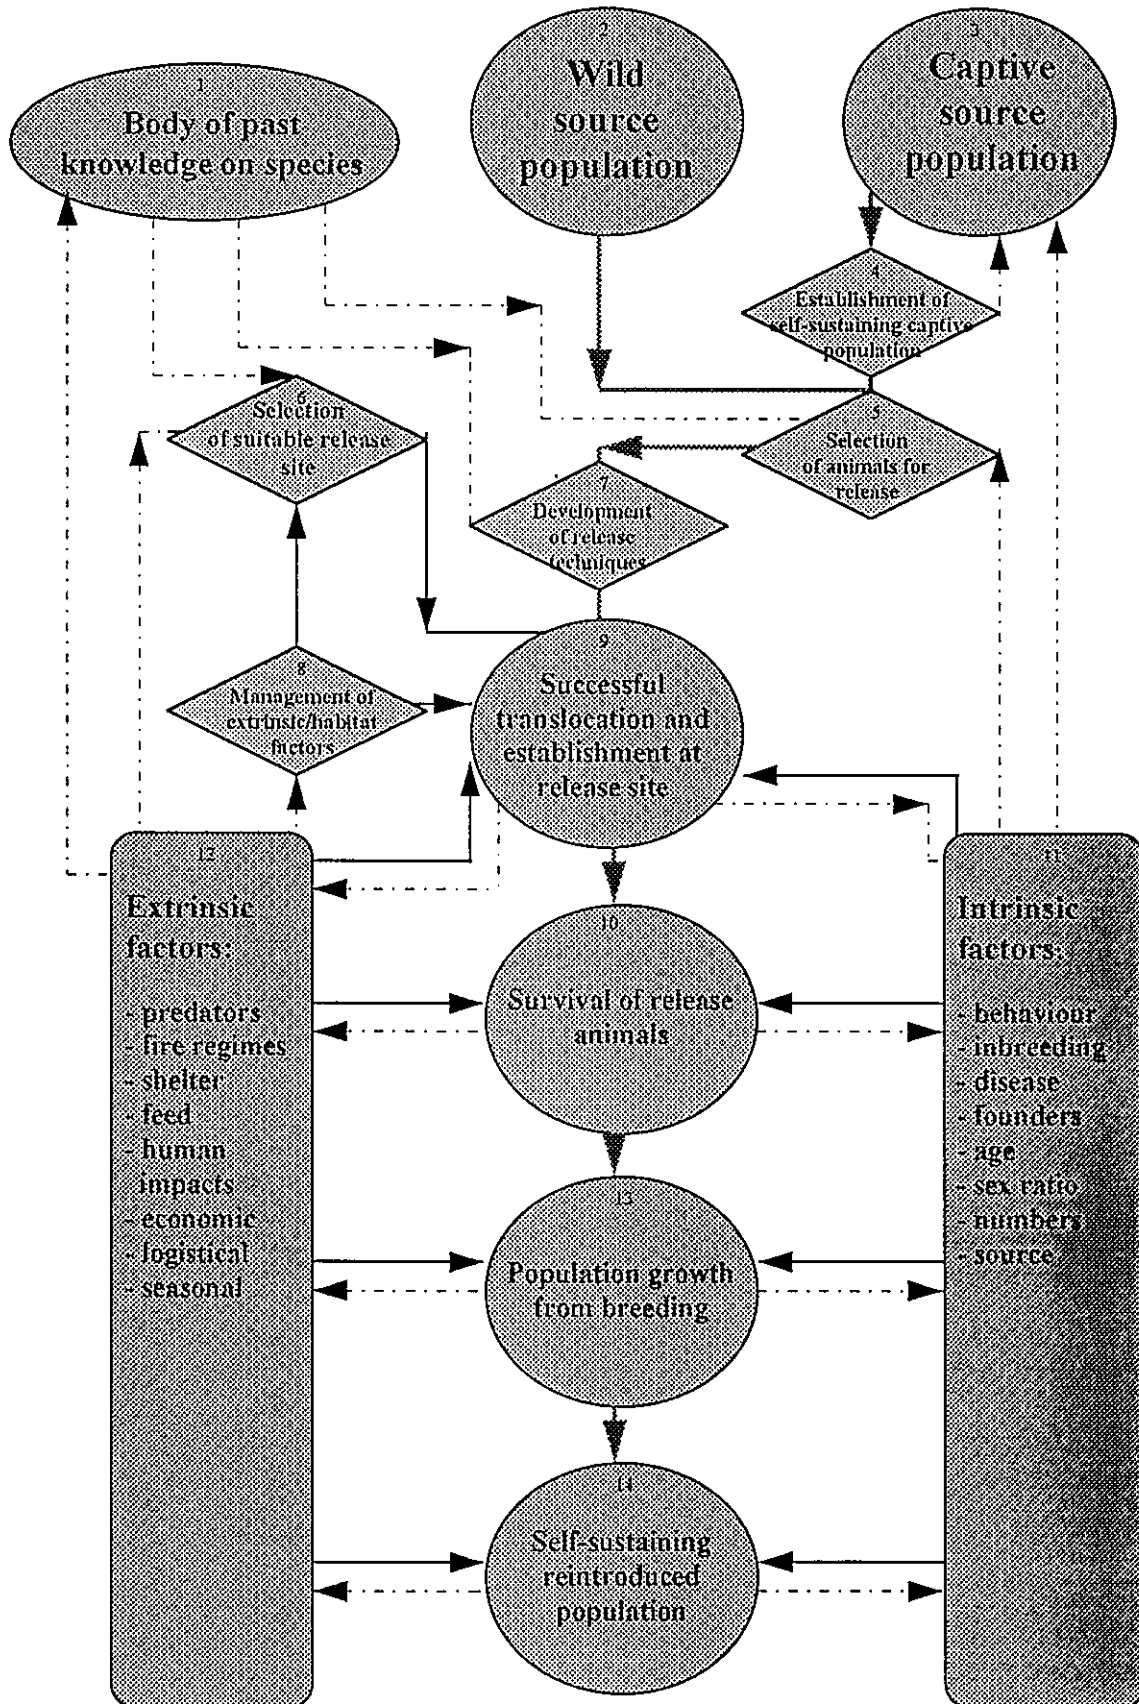 1
Body of past
knowledge on species
2
Wild
source
population
3
Captive
source
population
4
Establishment of
self-sustaining captive
population
5
Selection
of animals for
release
6
Selection
of suitable release
site
7
Development
of release
techniques
8
Management of
extrinsic/habitat
factors
9
Successful
translocation and
establishment at
release site
12
Extrinsic
factors:
- predators
- fire regimes
- shelter
- feed
- human
impacts
- economic
- logistical
- seasonal
11
Intrinsic
factors:
- behaviour
- inbreeding
- disease
- founders
- age
- sex ratio
- numbers
- source
10
Survival of release
animals
13
Population growth
from breeding
14
Self-sustaining
reintroduced
population